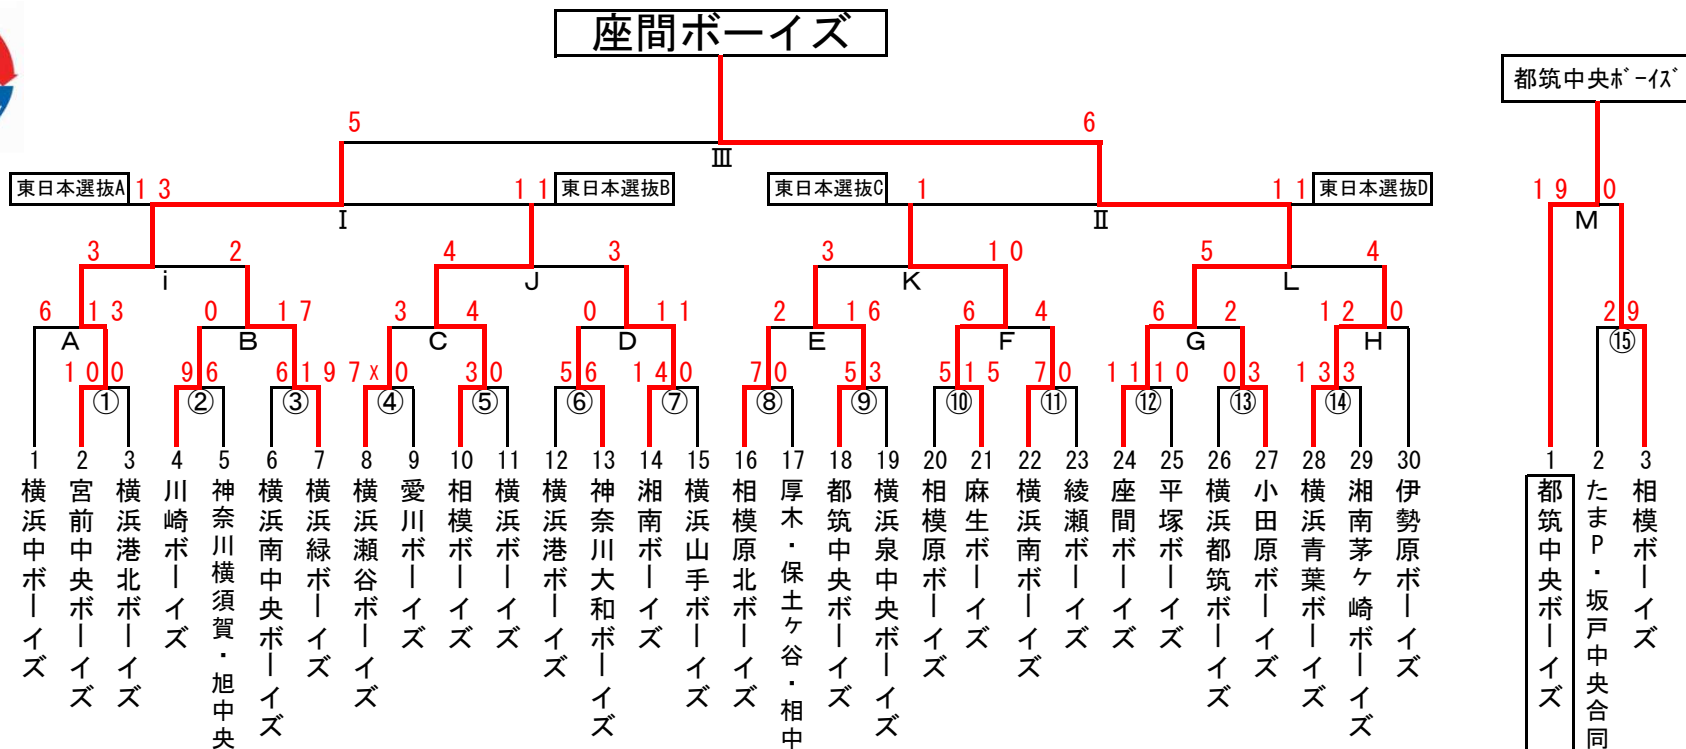 座間ボーイズ
都筑中央ﾎﾞｰｲｽﾞ
5 6
Ⅲ
東日本選抜A 13 11 東日本選抜B 東日本選抜C 1 11 東日本選抜D 19 0
Ⅰ Ⅱ M
3 2 4 3 3 10 5 4
i J K L
6 13 0 17 3 4 0 11 2 16 6 4 6 2 12 0 2 9
A B C D E F G H ⑮
10 0 9 6 6 19 7x 0 3 0 5 6 14 0 7 0 5 3 5 15 7 0 11 10 0 3 13 3
① ② ③ ④ ⑤ ⑥ ⑦ ⑧ ⑨ ⑩ ⑪ ⑫ ⑬ ⑭
1 横浜中ボーイズ
2 宮前中央ボーイズ
3 横浜港北ボーイズ
4 川崎ボーイズ
5 神奈川横須賀・旭中央
6 横浜南中央ボーイズ
7 横浜緑ボーイズ
8 横浜瀬谷ボーイズ
9 愛川ボーイズ
10 相模ボーイズ
11 横浜ボーイズ
12 横浜港ボーイズ
13 神奈川大和ボーイズ
14 湘南ボーイズ
15 横浜山手ボーイズ
16 相模原北ボーイズ
17 厚木・保土ヶ谷・相中
18 都筑中央ボーイズ
19 横浜泉中央ボーイズ
20 相模原ボーイズ
21 麻生ボーイズ
22 横浜南ボーイズ
23 綾瀬ボーイズ
24 座間ボーイズ
25 平塚ボーイズ
26 横浜都筑ボーイズ
27 小田原ボーイズ
28 横浜青葉ボーイズ
29 湘南茅ヶ崎ボーイズ
30 伊勢原ボーイズ
1 都筑中央ボーイズ
2 たまP・坂戸中央合同
3 相模ボーイズ